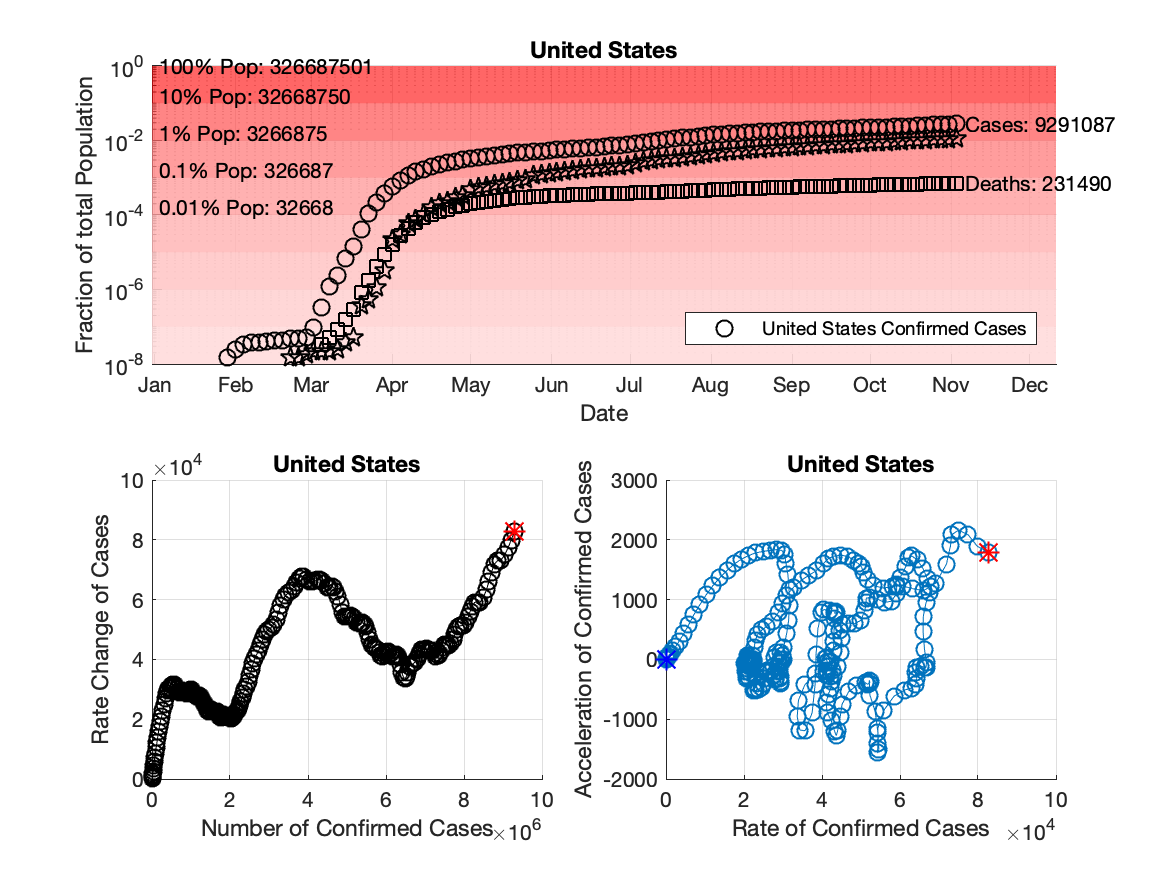 United States
Fraction of total Population
10^0
10^-2
10^-4
10^-6
10^-8
100% Pop: 326687501
10% Pop: 32668750
1% Pop: 3266875
0.1% Pop: 326687
0.01% Pop: 32668
Cases: 9291087
Deaths: 231490
United States Confirmed Cases
Jan Feb Mar Apr May Jun Jul Aug Sep Oct Nov Dec
Date
United States
×10^4
Rate Change of Cases
10
8
6
4
2
0
0 2 4 6 8 10
Number of Confirmed Cases
×10^6
United States
Acceleration of Confirmed Cases
3000
2000
1000
0
-1000
-2000
0 2 4 6 8 10
Rate of Confirmed Cases
×10^4